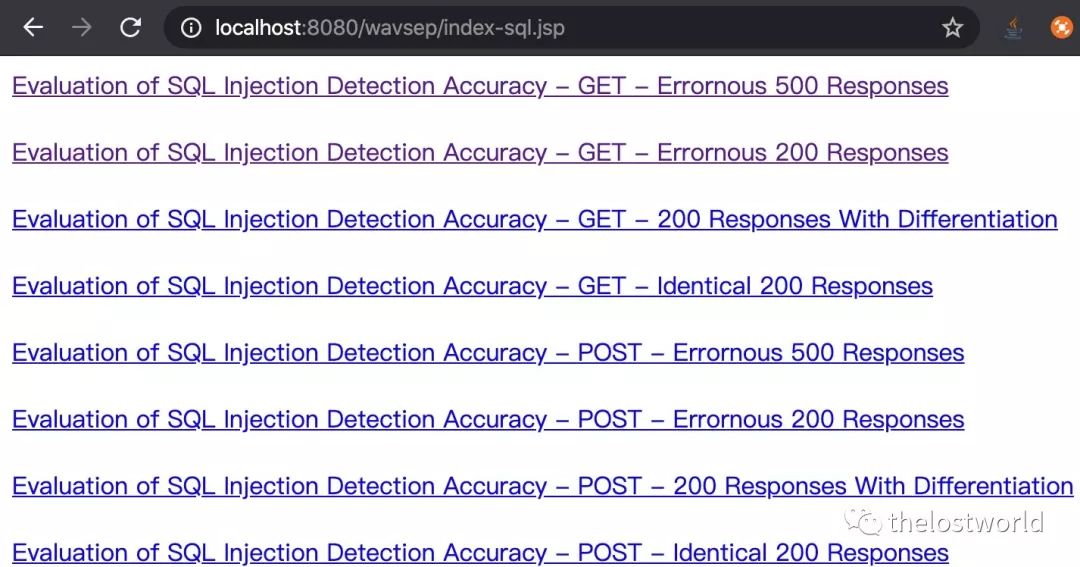 localhost:8080/wavsep/index-sql.jsp
Evaluation of SQL Injection Detection Accuracy – GET – Errornous 500 Responses
Evaluation of SQL Injection Detection Accuracy – GET – Errornous 200 Responses
Evaluation of SQL Injection Detection Accuracy – GET – 200 Responses With Differentiation
Evaluation of SQL Injection Detection Accuracy – GET – Identical 200 Responses
Evaluation of SQL Injection Detection Accuracy – POST – Errornous 500 Responses
Evaluation of SQL Injection Detection Accuracy – POST – Errornous 200 Responses
Evaluation of SQL Injection Detection Accuracy – POST – 200 Responses With Differentiation
thelostworld
Evaluation of SQL Injection Detection Accuracy – POST – Identical 200 Responses